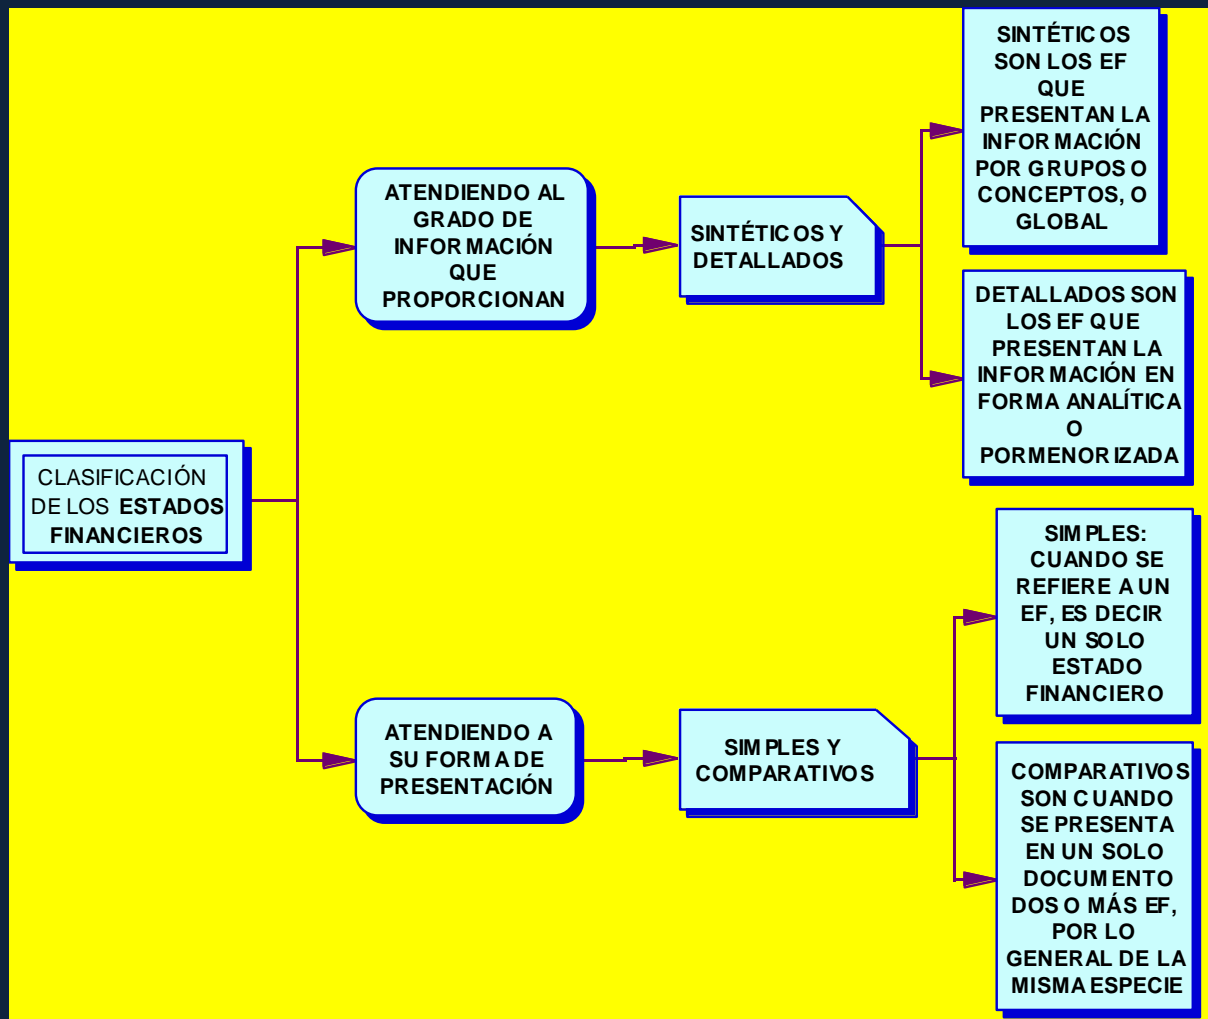 CLASIFICACIÓN
DE LOS ESTADOS
FINANCIEROS
ATENDIENDO AL
GRADO DE
INFORMACIÓN
QUE
PROPORCIONAN
SINTÉTICOS Y
DETALLADOS
SINTÉTICOS
SON LOS EF
QUE
PRESENTAN LA
INFORMACIÓN
POR GRUPOS O
CONCEPTOS, O
GLOBAL
DETALLADOS SON
LOS EF QUE
PRESENTAN LA
INFORMACIÓN EN
FORMA ANALÍTICA
O
PORMENORIZADA
ATENDIENDO A
SU FORMA DE
PRESENTACIÓN
SIMPLES Y
COMPARATIVOS
SIMPLES:
CUANDO SE
REFIERE A UN
EF, ES DECIR
UN SOLO
ESTADO
FINANCIERO
COMPARATIVOS
SON CUANDO
SE PRESENTA
EN UN SOLO
DOCUMENTO
DOS O MÁS EF,
POR LO
GENERAL DE LA
MISMA ESPECIE